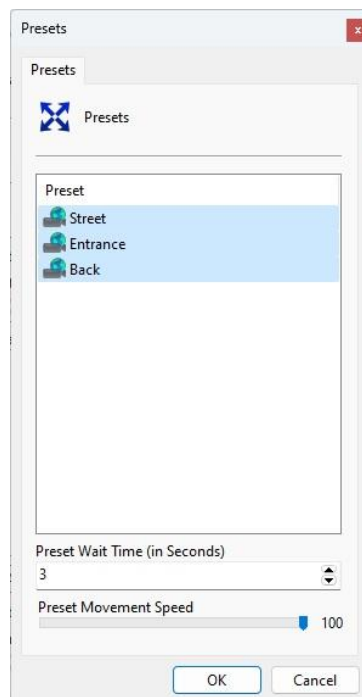 Presets
x
Presets
Presets
Preset
Street
Entrance
Back
Preset Wait Time (in Seconds)
3
Preset Movement Speed
100
OK Cancel